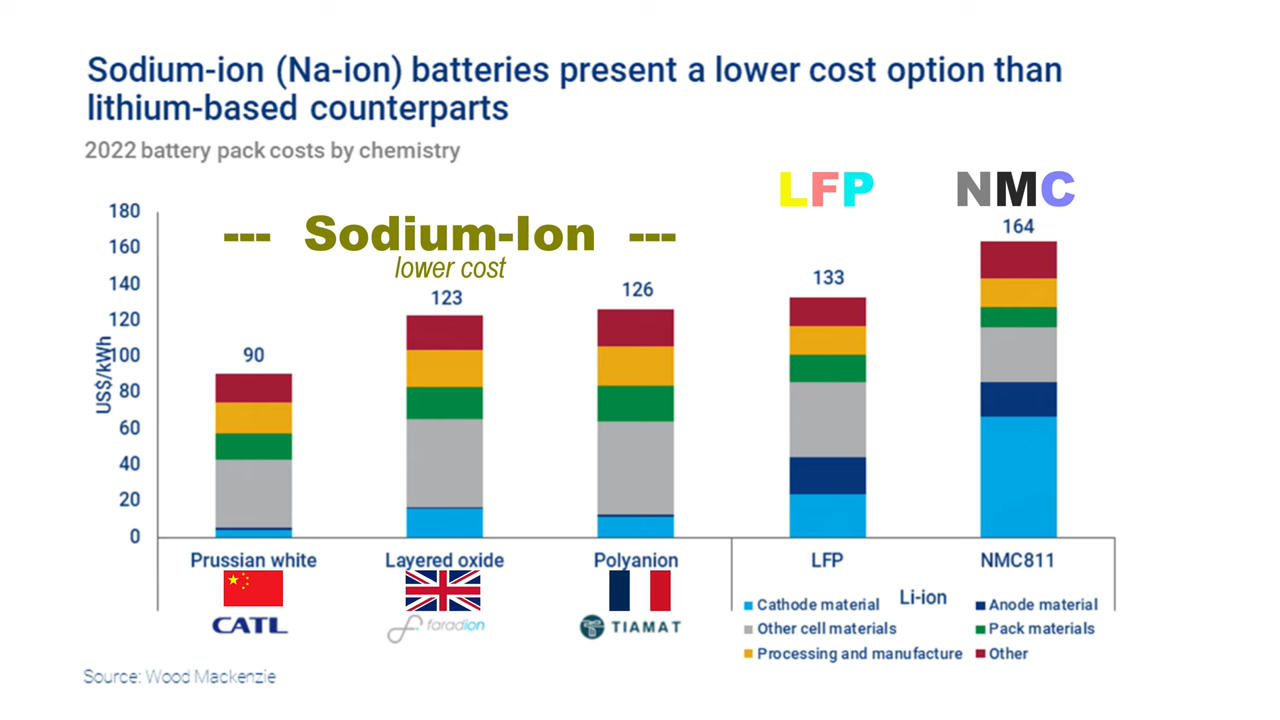 Sodium-ion (Na-ion) batteries present a lower cost option than
lithium-based counterparts
2022 battery pack costs by chemistry
LFP
NMC
--- Sodium-Ion ---
lower cost
US$/kWh
180
160
140
120
100
80
60
40
20
0
90
123
126
133
164
Prussian white
Layered oxide
Polyanion
LFP
NMC811
CATL
faradion
TIAMAT
Li-ion
Cathode material
Anode material
Other cell materials
Pack materials
Processing and manufacture
Other
Source: Wood Mackenzie